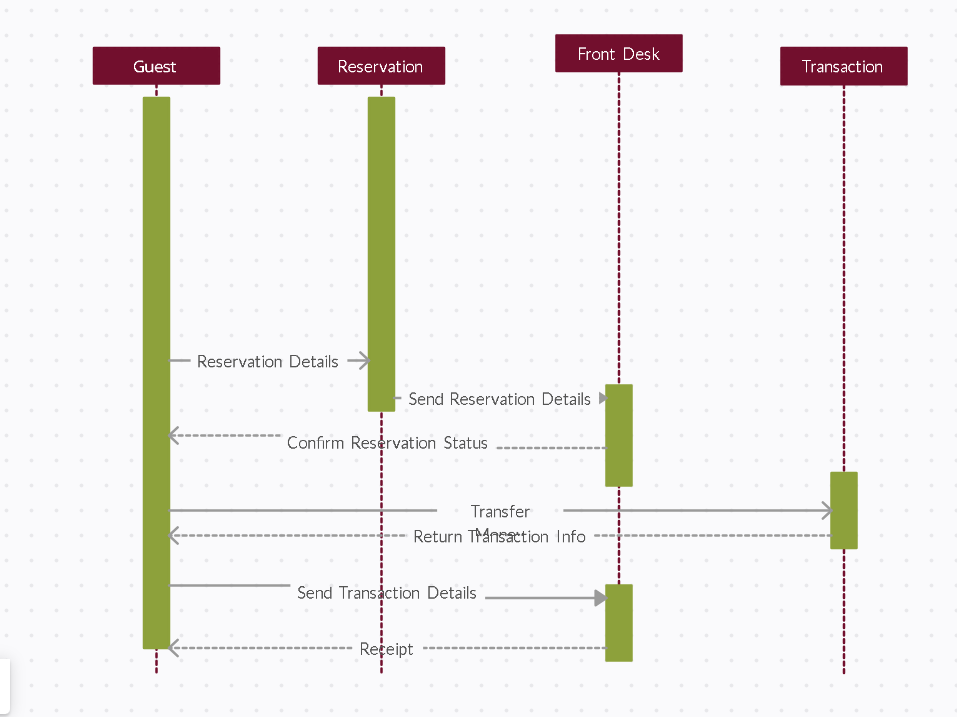 Guest
Reservation
Front Desk
Transaction
Reservation Details
Send Reservation Details
Confirm Reservation Status
Transfer
Return Transaction Info
Send Transaction Details
Receipt